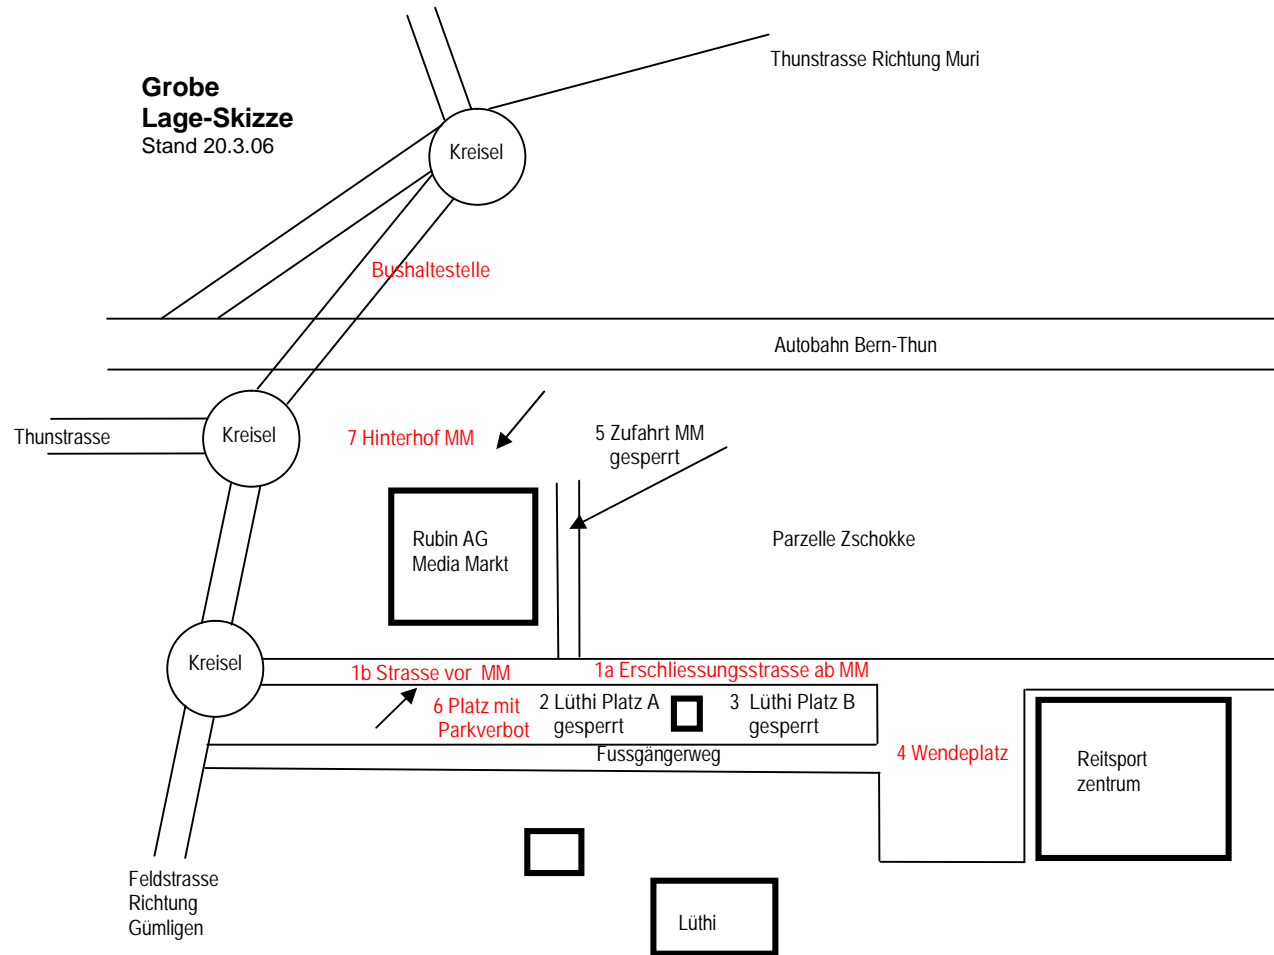 Grobe
Lage-Skizze
Stand 20.3.06
Thunstrasse Richtung Muri
Kreisel
Bushaltestelle
Autobahn Bern-Thun
Thunstrasse
Kreisel
7 Hinterhof MM
5 Zufahrt MM
gesperrt
Rubin AG
Media Markt
Parzelle Zschokke
Kreisel
1b Strasse vor MM
1a Erschliessungsstrasse ab MM
6 Platz mit
Parkverbot
2 Lüthi Platz A
gesperrt
3 Lüthi Platz B
gesperrt
Fussgängerweg
4 Wendeplatz
Reitsport
zentrum
Feldstrasse
Richtung
Gümligen
Lüthi